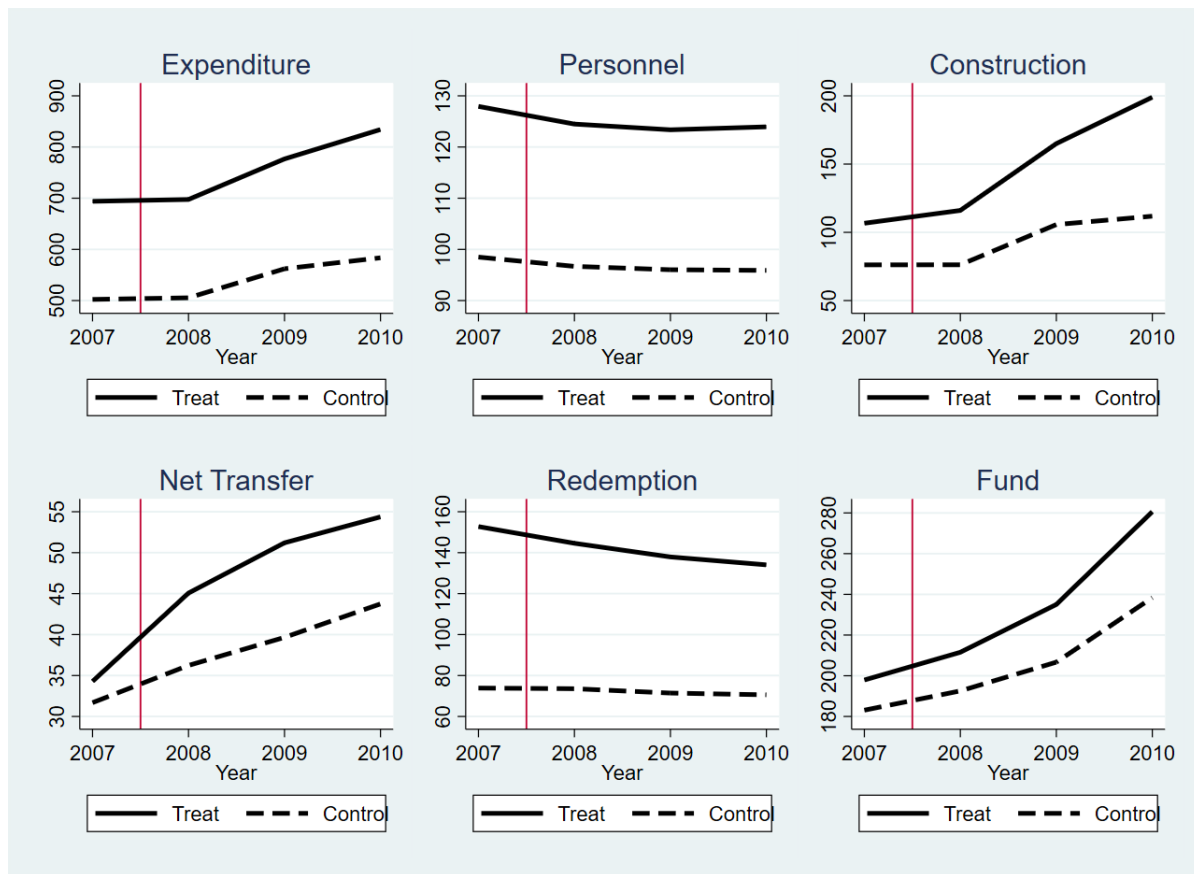 Expenditure
900
800
700
600
500
2007 2008 2009 2010
Year
Treat Control
Personnel
130
120
110
100
90
2007 2008 2009 2010
Year
Treat Control
Construction
200
150
100
50
2007 2008 2009 2010
Year
Treat Control
Net Transfer
55
50
45
40
35
30
2007 2008 2009 2010
Year
Treat Control
Redemption
160
140
120
100
80
60
2007 2008 2009 2010
Year
Treat Control
Fund
280
260
240
220
200
180
2007 2008 2009 2010
Year
Treat Control